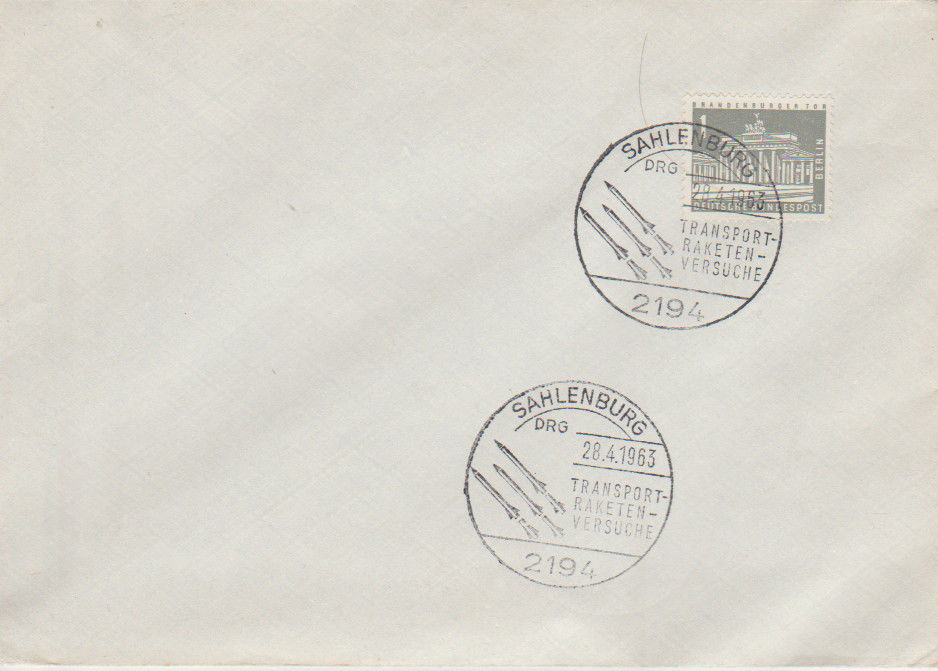 BRANDENBURGER TOR
1
BERLIN
DEUTSCHE BUNDESPOST
SAHLENBURG
DRG
28.4.1963
TRANSPORT-
RAKETEN-
VERSUCHE
2194
SAHLENBURG
DRG
28.4.1963
TRANSPORT-
RAKETEN-
VERSUCHE
2194